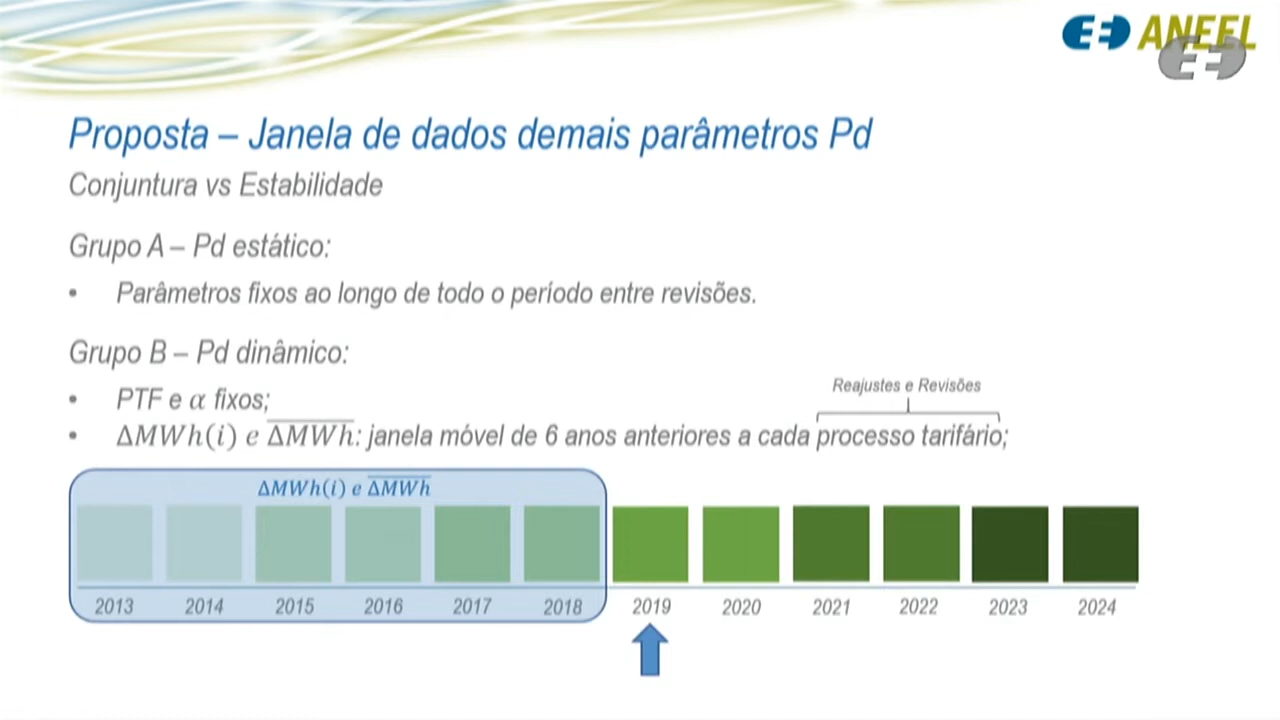 ANEEL
Proposta – Janela de dados demais parâmetros Pd
Conjuntura vs Estabilidade
Grupo A – Pd estático:
• Parâmetros fixos ao longo de todo o período entre revisões.
Grupo B – Pd dinâmico:
Reajustes e Revisões
• PTF e α fixos;
• ΔMWh(i) e Δ̅M̅W̅h̅: janela móvel de 6 anos anteriores a cada processo tarifário;
ΔMWh(i) e Δ̅M̅W̅h̅
2013 2014 2015 2016 2017 2018 2019 2020 2021 2022 2023 2024